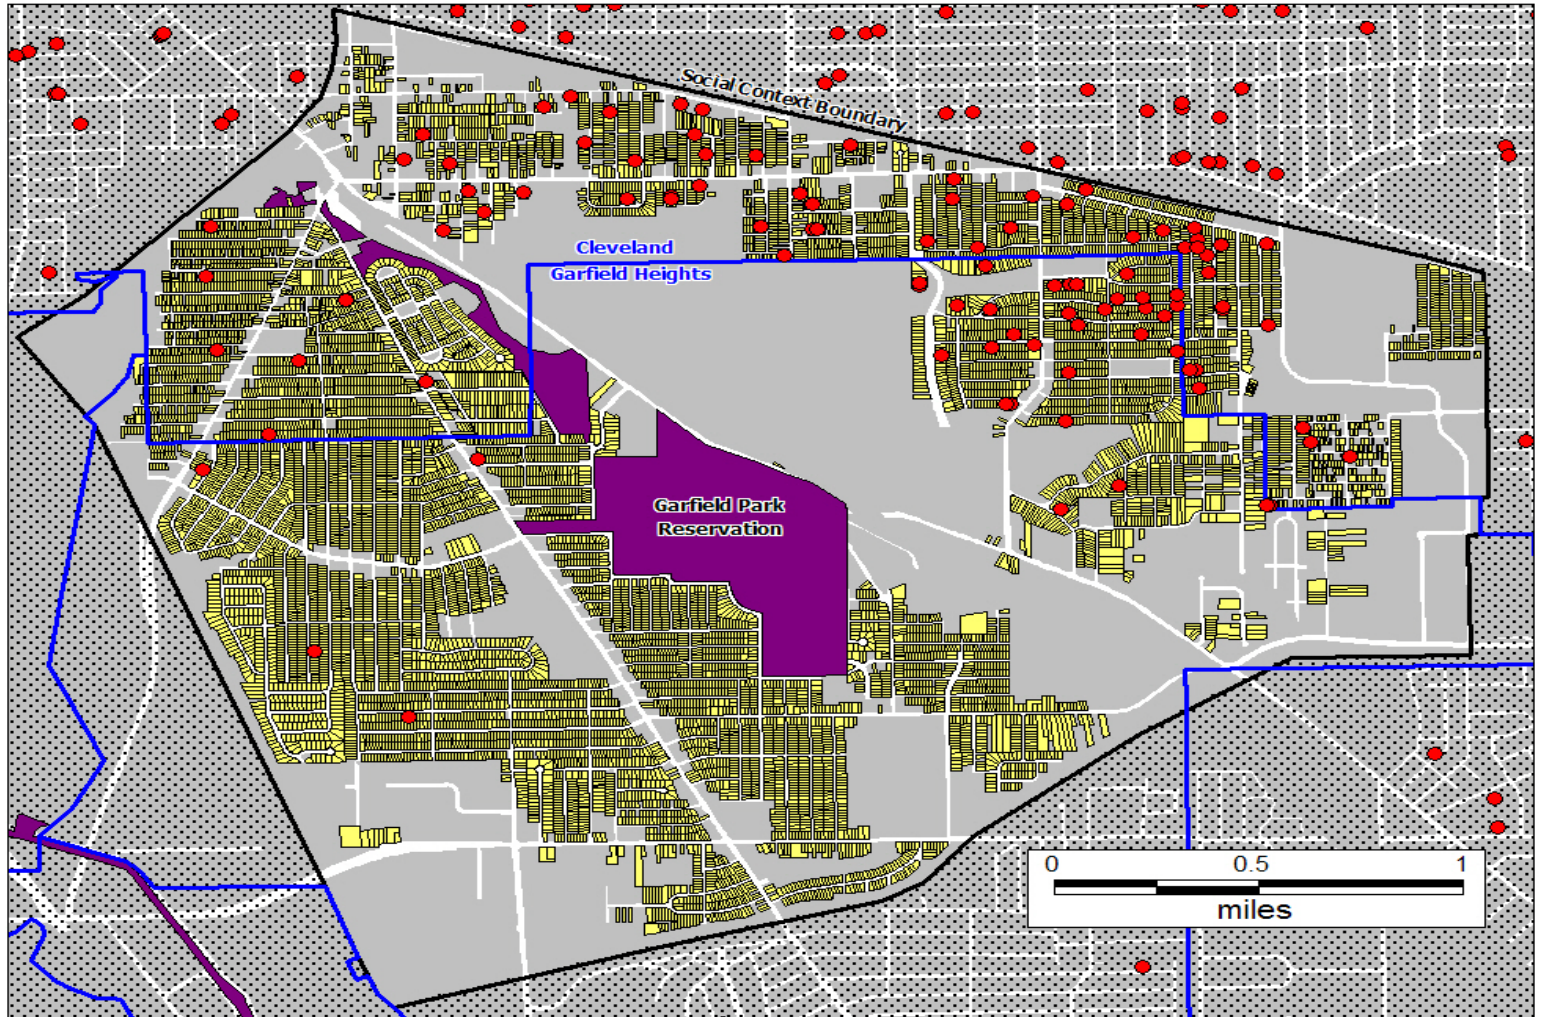 Social Context Boundary
Cleveland
Garfield Heights
Garfield Park
Reservation
0 0.5 1
miles